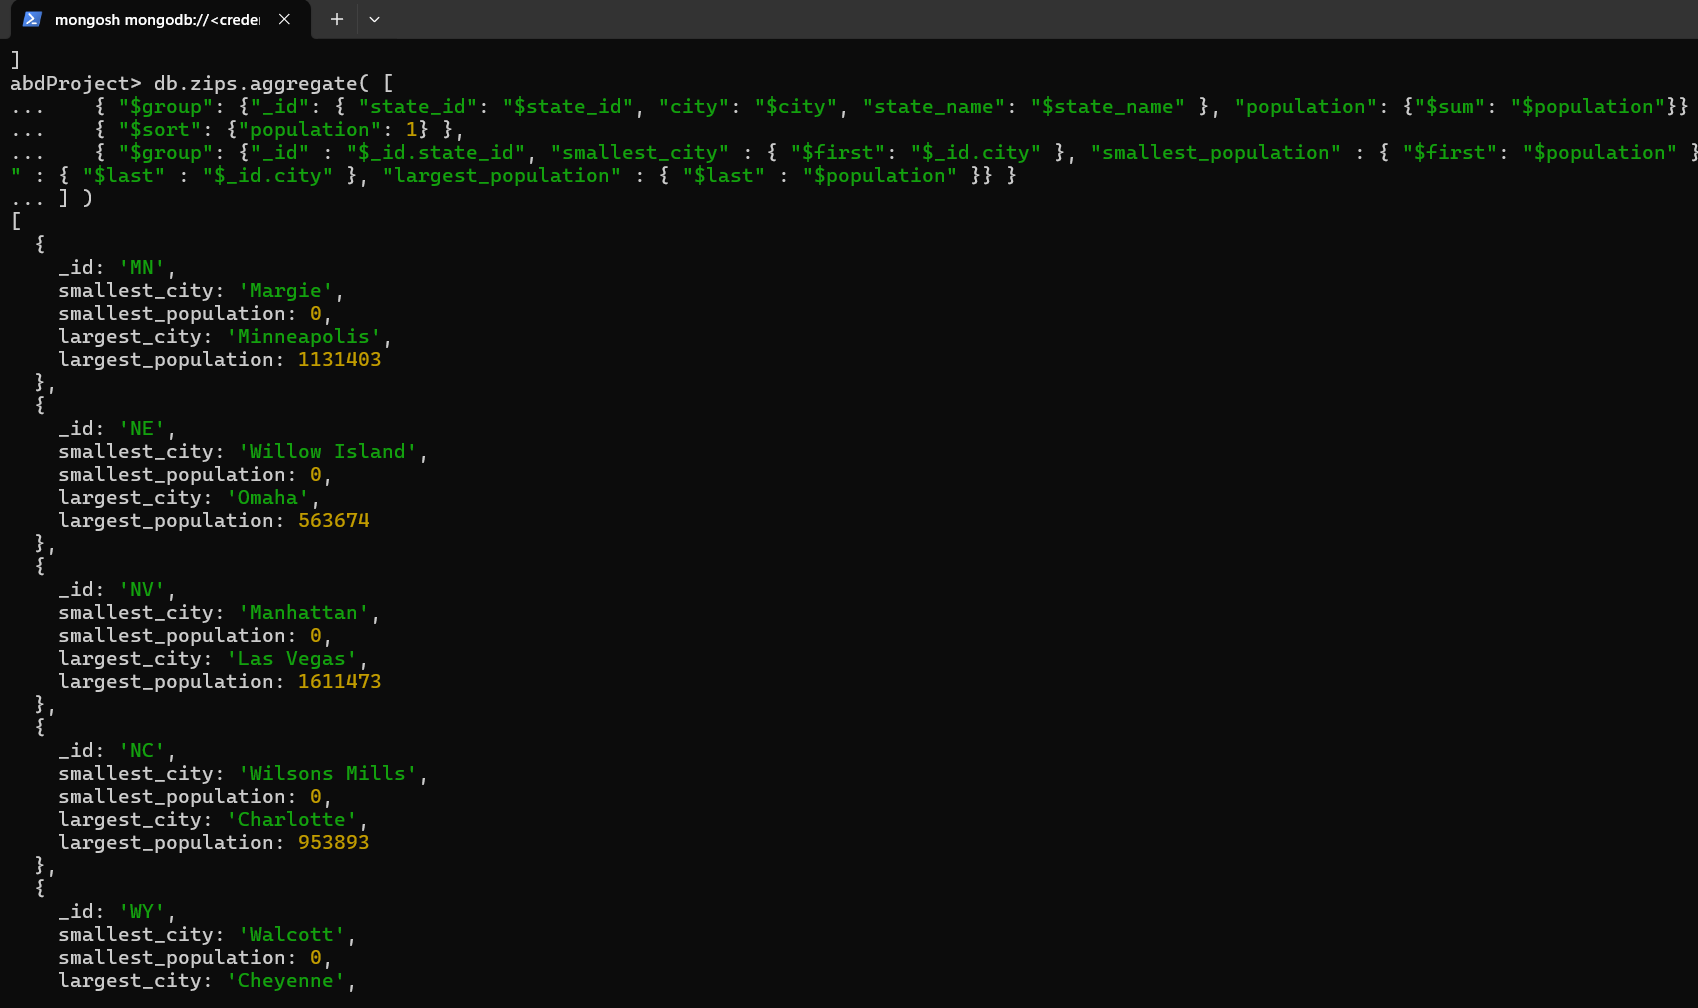 mongosh mongodb://<creder
]
abdProject> db.zips.aggregate( [
...    { "$group": {"_id": { "state_id": "$state_id", "city": "$city", "state_name": "$state_name" }, "population": {"$sum": "$population"}}
...    { "$sort": {"population": 1} },
...    { "$group": {"_id" : "$_id.state_id", "smallest_city" : { "$first": "$_id.city" }, "smallest_population" : { "$first": "$population" }
" : { "$last" : "$_id.city" }, "largest_population" : { "$last" : "$population" }} }
... ] )
[
  {
    _id: 'MN',
    smallest_city: 'Margie',
    smallest_population: 0,
    largest_city: 'Minneapolis',
    largest_population: 1131403
  },
  {
    _id: 'NE',
    smallest_city: 'Willow Island',
    smallest_population: 0,
    largest_city: 'Omaha',
    largest_population: 563674
  },
  {
    _id: 'NV',
    smallest_city: 'Manhattan',
    smallest_population: 0,
    largest_city: 'Las Vegas',
    largest_population: 1611473
  },
  {
    _id: 'NC',
    smallest_city: 'Wilsons Mills',
    smallest_population: 0,
    largest_city: 'Charlotte',
    largest_population: 953893
  },
  {
    _id: 'WY',
    smallest_city: 'Walcott',
    smallest_population: 0,
    largest_city: 'Cheyenne',